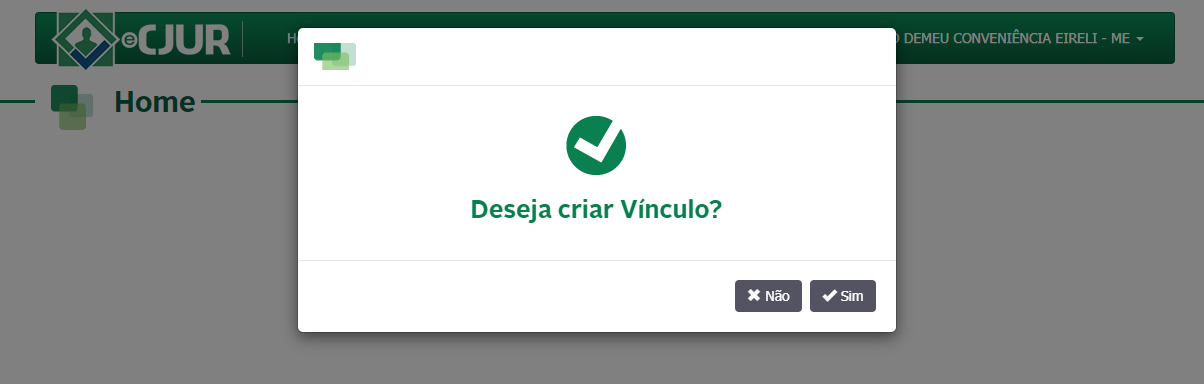 eCJUR
DEMEU CONVENIÊNCIA EIRELI - ME
Home
Deseja criar Vínculo?
Não
Sim